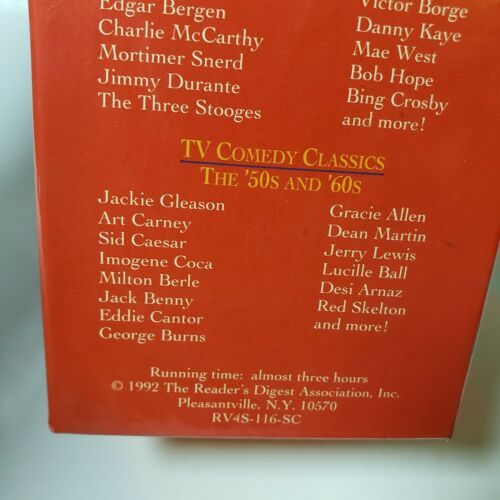 Edgar Bergen
Charlie McCarthy
Mortimer Snerd
Jimmy Durante
The Three Stooges
Victor Borge
Danny Kaye
Mae West
Bob Hope
Bing Crosby
and more!
TV COMEDY CLASSICS
THE '50S AND '60S
Jackie Gleason
Art Carney
Sid Caesar
Imogene Coca
Milton Berle
Jack Benny
Eddie Cantor
George Burns
Gracie Allen
Dean Martin
Jerry Lewis
Lucille Ball
Desi Arnaz
Red Skelton
and more!
Running time: almost three hours
© 1992 The Reader's Digest Association, Inc.
Pleasantville, N.Y. 10570
RV4S-116-SC